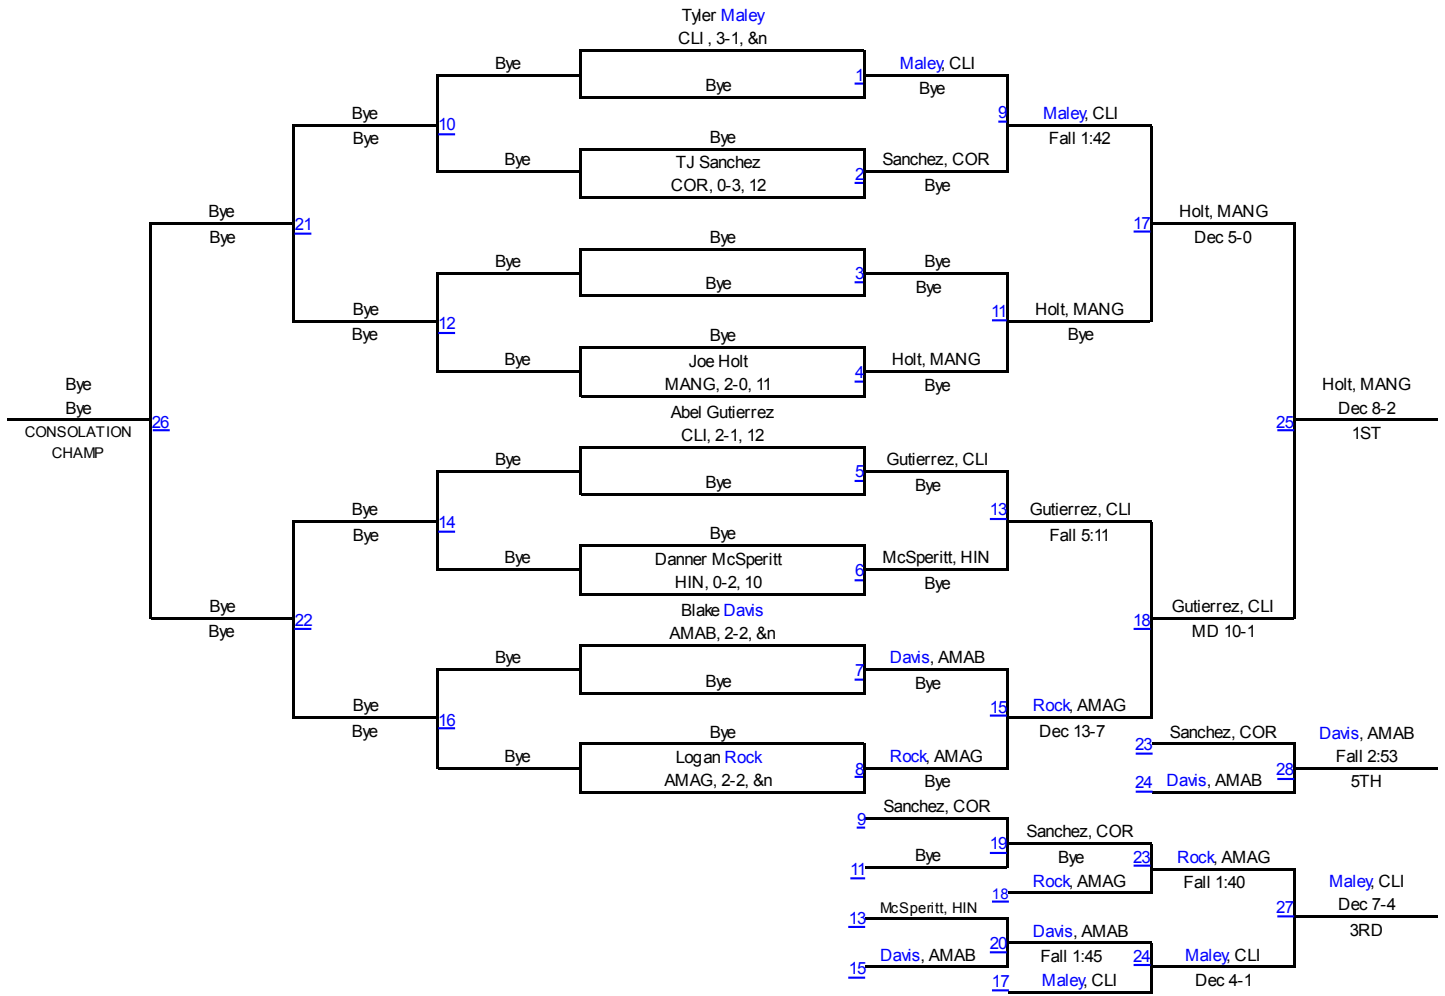 Tyler Maley
CLI , 3-1, &n
Bye
Bye
1
Maley, CLI
Bye
Bye
Bye
10
9
Maley, CLI
Fall 1:42
Bye
Bye
TJ Sanchez
COR, 0-3, 12
2
Sanchez, COR
Bye
Bye
Bye
21
17
Holt, MANG
Dec 5-0
Bye
Bye
Bye
3
Bye
Bye
Bye
Bye
12
11
Holt, MANG
Bye
Bye
Bye
Joe Holt
MANG, 2-0, 11
4
Holt, MANG
Bye
Bye
Bye
CONSOLATION
CHAMP
26
25
Holt, MANG
Dec 8-2
1ST
Abel Gutierrez
CLI, 2-1, 12
Bye
Bye
5
Gutierrez, CLI
Bye
Bye
Bye
14
13
Gutierrez, CLI
Fall 5:11
Bye
Bye
Danner McSperitt
HIN, 0-2, 10
6
McSperitt, HIN
Bye
Bye
Bye
22
18
Gutierrez, CLI
MD 10-1
Blake Davis
AMAB, 2-2, &n
Bye
Bye
7
Davis, AMAB
Bye
Bye
Bye
16
15
Rock, AMAG
Dec 13-7
Bye
Bye
Logan Rock
AMAG, 2-2, &n
8
Rock, AMAG
Bye
23
Sanchez, COR
24
Davis, AMAB
28
Davis, AMAB
Fall 2:53
5TH
9
Sanchez, COR
11
Bye
19
Sanchez, COR
Bye
18
Rock, AMAG
23
Rock, AMAG
Fall 1:40
13
McSperitt, HIN
15
Davis, AMAB
20
Davis, AMAB
Fall 1:45
17
Maley, CLI
24
Maley, CLI
Dec 4-1
27
Maley, CLI
Dec 7-4
3RD